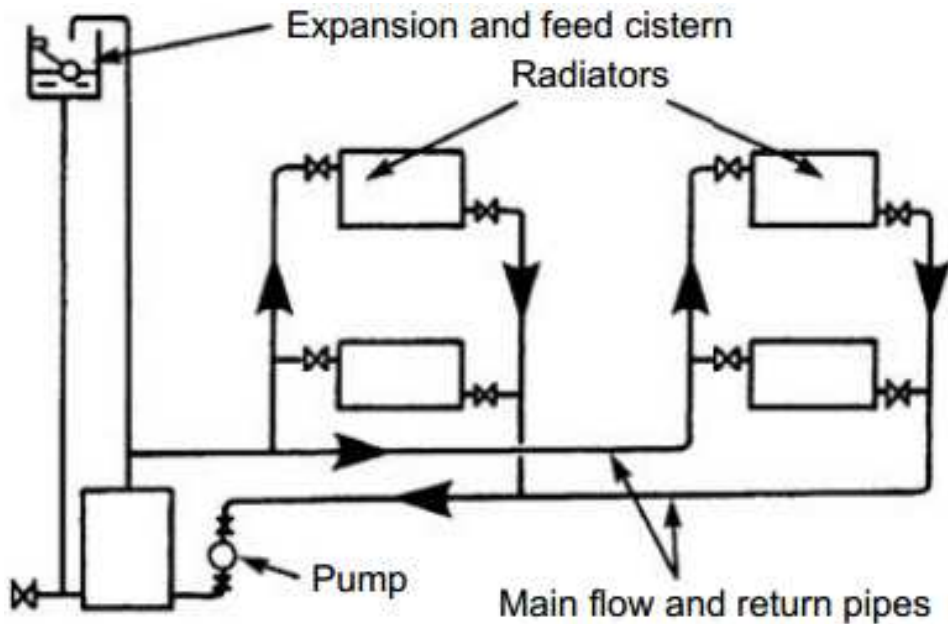 Expansion and feed cistern
Radiators
Pump
Main flow and return pipes